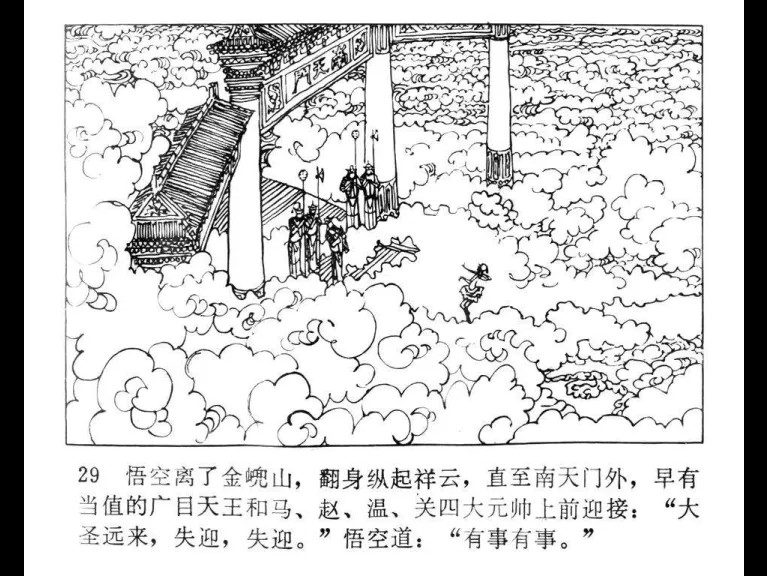 南天门
29 悟空离了金𠒎山，翻身纵起祥云，直至南天门外，早有
当值的广目天王和马、赵、温、关四大元帅上前迎接：“大
圣远来，失迎，失迎。”悟空道：“有事有事。”